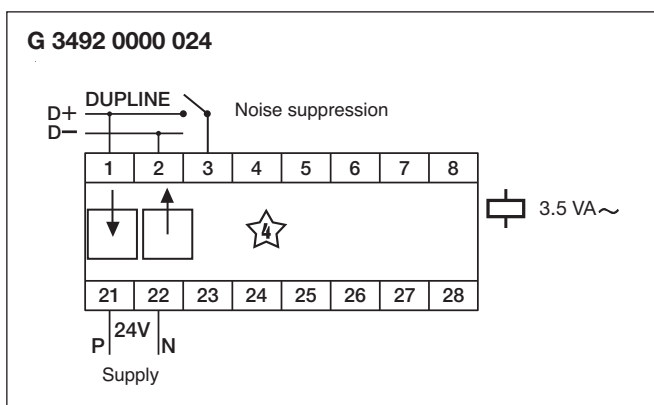 G 3492 0000 024
DUPLINE
Noise suppression
D+
D−
1 2 3 4 5 6 7 8
4
3.5 VA~
21 22 23 24 25 26 27 28
24V
P N
Supply